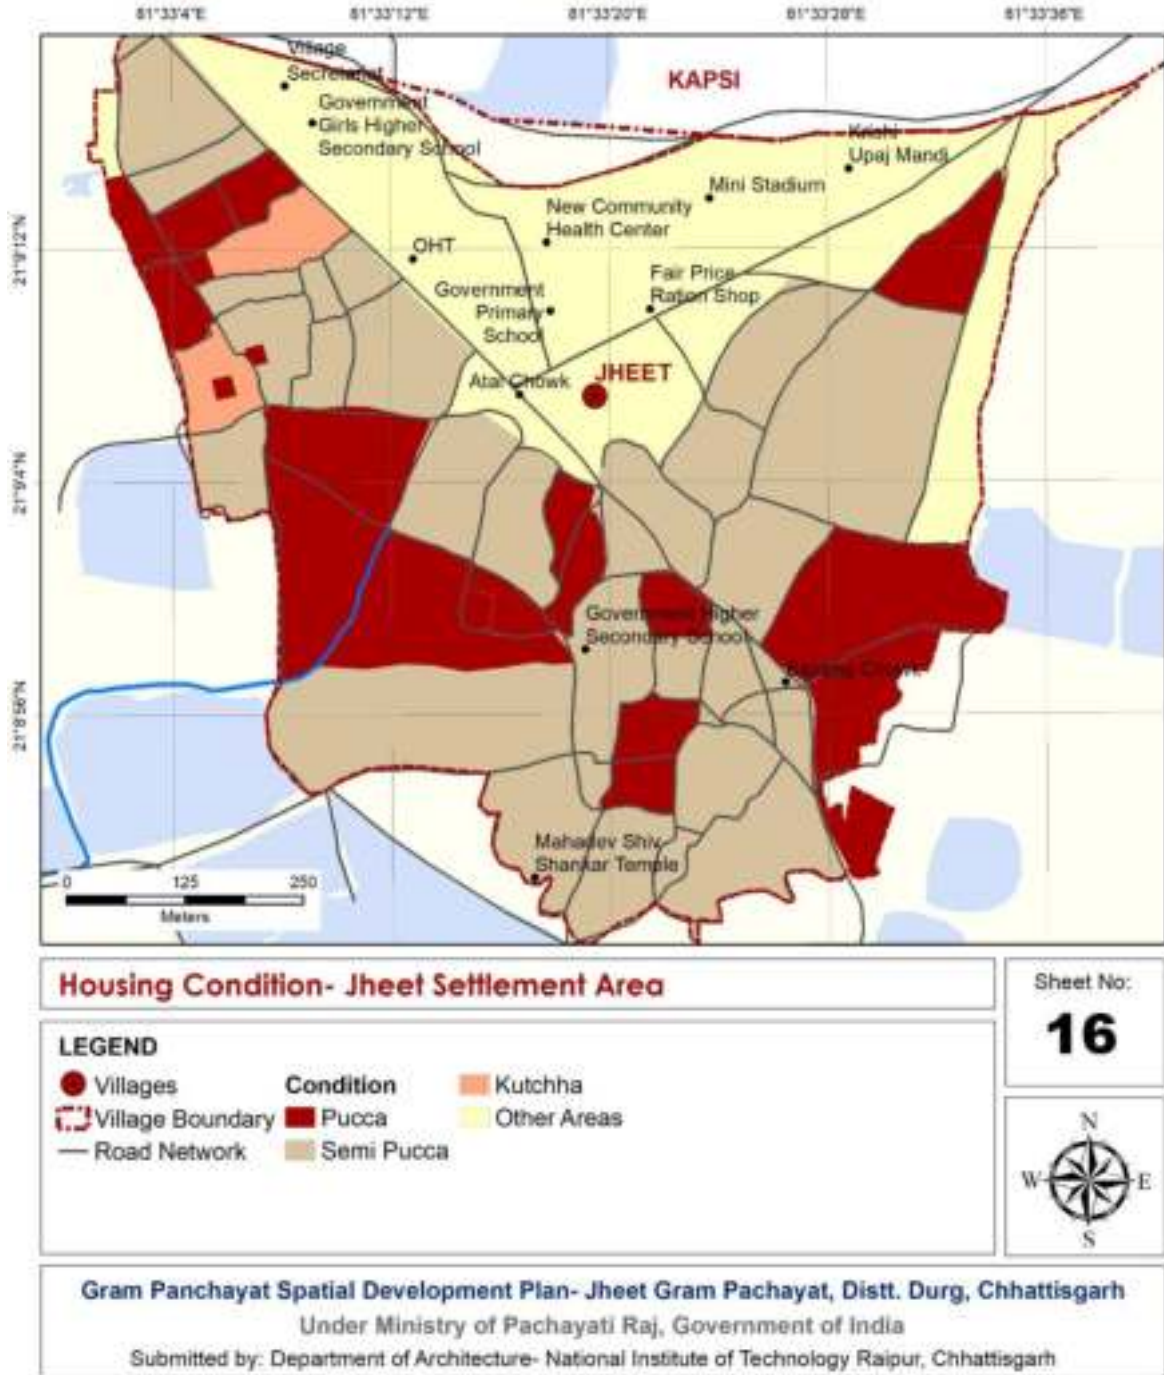 81°33'4"E 81°33'12"E 81°33'20"E 81°33'28"E 81°33'36"E
21°9'12"N
21°9'4"N
21°8'56"N
KAPSI
Village
Secretariat
Government
Girls Higher
Secondary School
Krishi
Upaj Mandi
Mini Stadium
New Community
Health Center
OHT
Government
Primary
School
Fair Price
Ration Shop
Atal Chowk
JHEET
Government Higher
Secondary School
Chowk
Mahadev Shiv
Shankar Temple
0 125 250
Meters
Housing Condition- Jheet Settlement Area
Sheet No:
16
LEGEND
Villages
Village Boundary
Road Network
Condition
Pucca
Semi Pucca
Kutchha
Other Areas
N
W E
S
Gram Panchayat Spatial Development Plan- Jheet Gram Pachayat, Distt. Durg, Chhattisgarh
Under Ministry of Pachayati Raj, Government of India
Submitted by: Department of Architecture- National Institute of Technology Raipur, Chhattisgarh